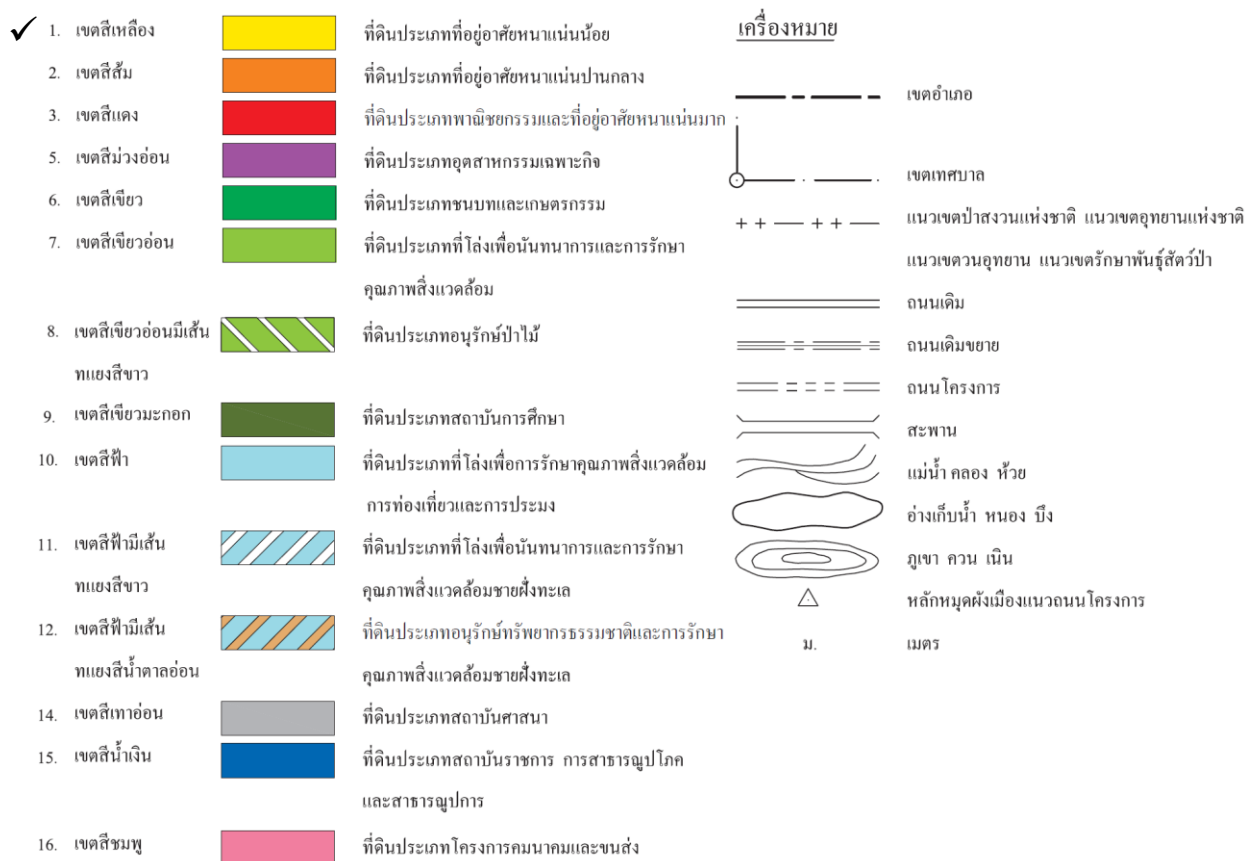 1. เขตสีเหลือง ที่ดินประเภทที่อยู่อาศัยหนาแน่นน้อย
2. เขตสีส้ม ที่ดินประเภทที่อยู่อาศัยหนาแน่นปานกลาง
3. เขตสีแดง ที่ดินประเภทพาณิชยกรรมและที่อยู่อาศัยหนาแน่นมาก
5. เขตสีม่วงอ่อน ที่ดินประเภทอุตสาหกรรมเฉพาะกิจ
6. เขตสีเขียว ที่ดินประเภทชนบทและเกษตรกรรม
7. เขตสีเขียวอ่อน ที่ดินประเภทที่โล่งเพื่อนันทนาการและการรักษา
คุณภาพสิ่งแวดล้อม
8. เขตสีเขียวอ่อนมีเส้น ที่ดินประเภทอนุรักษ์ป่าไม้
ทแยงสีขาว
9. เขตสีเขียวมะกอก ที่ดินประเภทสถาบันการศึกษา
10. เขตสีฟ้า ที่ดินประเภทที่โล่งเพื่อการรักษาคุณภาพสิ่งแวดล้อม
การท่องเที่ยวและการประมง
11. เขตสีฟ้ามีเส้น ที่ดินประเภทที่โล่งเพื่อนันทนาการและการรักษา
ทแยงสีขาว คุณภาพสิ่งแวดล้อมชายฝั่งทะเล
12. เขตสีฟ้ามีเส้น ที่ดินประเภทอนุรักษ์ทรัพยากรธรรมชาติและการรักษา
ทแยงสีน้ำตาลอ่อน คุณภาพสิ่งแวดล้อมชายฝั่งทะเล
14. เขตสีเทาอ่อน ที่ดินประเภทสถาบันศาสนา
15. เขตสีน้ำเงิน ที่ดินประเภทสถาบันราชการ การสาธารณูปโภค
และสาธารณูปการ
16. เขตสีชมพู ที่ดินประเภทโครงการคมนาคมและขนส่ง
เครื่องหมาย
เขตอำเภอ
เขตเทศบาล
แนวเขตป่าสงวนแห่งชาติ แนวเขตอุทยานแห่งชาติ
แนวเขตวนอุทยาน แนวเขตรักษาพันธุ์สัตว์ป่า
ถนนเดิม
ถนนเดิมขยาย
ถนนโครงการ
สะพาน
แม่น้ำ คลอง ห้วย
อ่างเก็บน้ำ หนอง บึง
ภูเขา ควน เนิน
หลักหมุดผังเมืองแนวถนนโครงการ
ม. เมตร